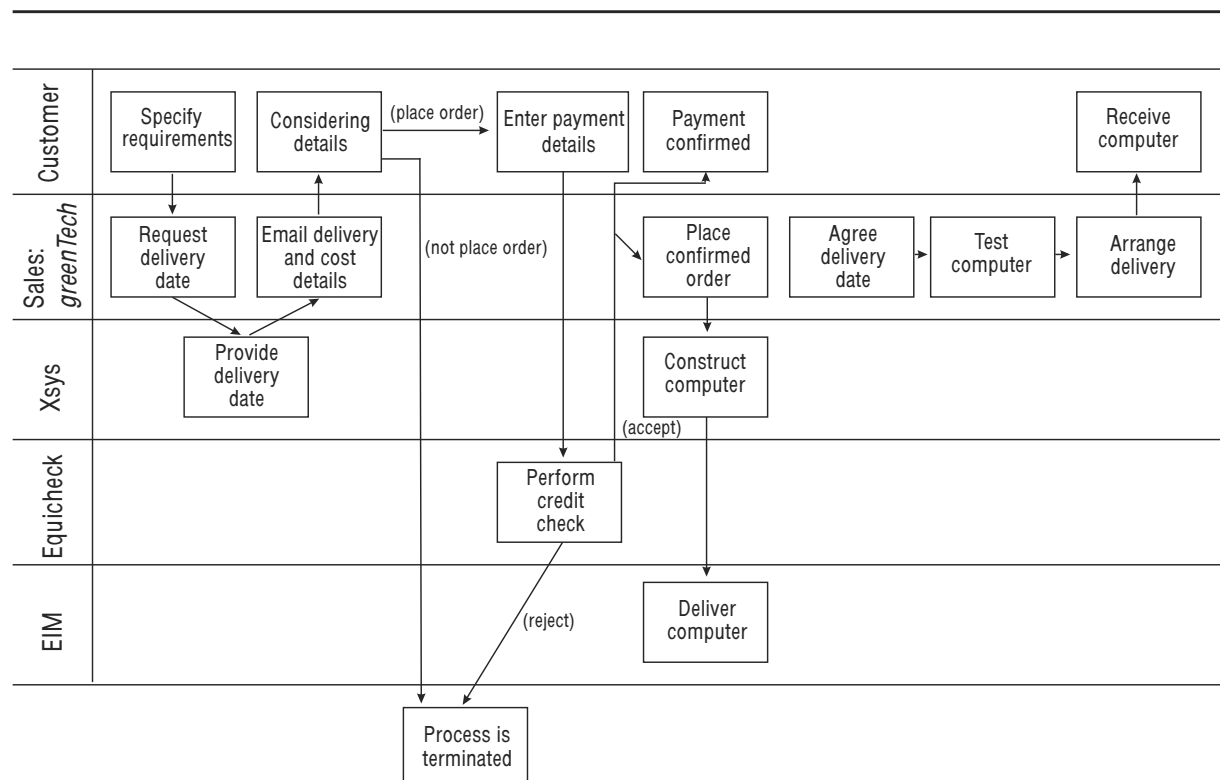 Customer
Specify
requirements
Considering
details
(place order)
Enter payment
details
Payment
confirmed
Receive
computer
Sales:
greenTech
Request
delivery
date
Email delivery
and cost
details
(not place order)
Place
confirmed
order
Agree
delivery
date
Test
computer
Arrange
delivery
Xsys
Provide
delivery
date
Construct
computer
(accept)
Equicheck
Perform
credit
check
EIM
(reject)
Deliver
computer
Process is
terminated